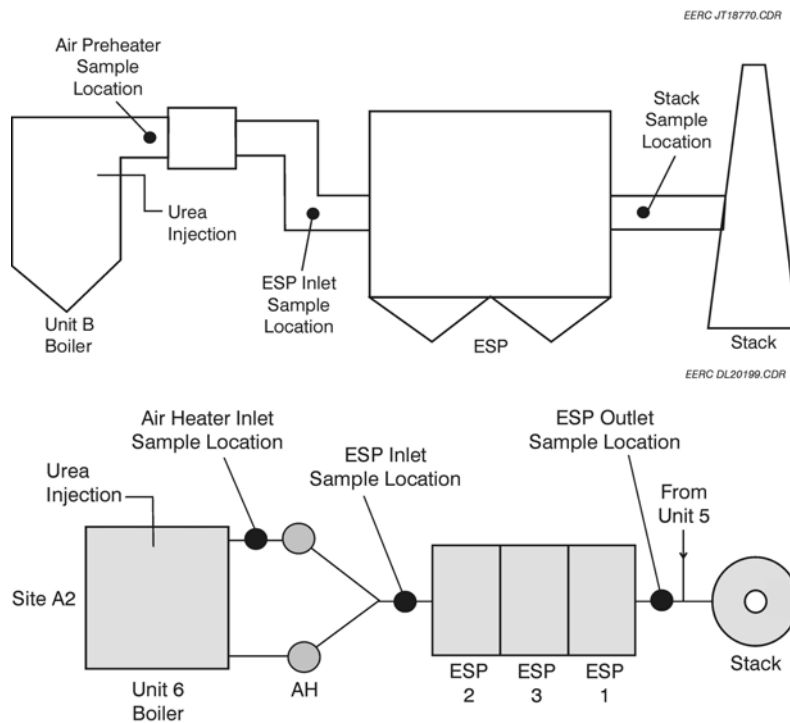 EERC JT18770.CDR
Air Preheater
Sample
Location
Stack
Sample
Location
Urea
Injection
ESP Inlet
Sample
Location
Unit B
Boiler
ESP
Stack
EERC DL20199.CDR
Air Heater Inlet
Sample Location
ESP Outlet
Sample Location
ESP Inlet
Sample Location
Urea
Injection
From
Unit 5
Site A2
Unit 6
Boiler
AH
ESP
2
ESP
3
ESP
1
Stack